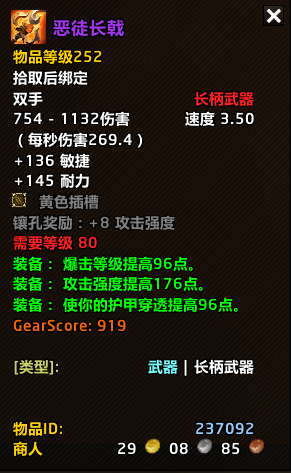 恶徒长戟
物品等级252
拾取后绑定
双手 长柄武器
754 - 1132伤害 速度 3.50
（每秒伤害269.4）
+136 敏捷
+145 耐力
黄色插槽
镶孔奖励：+8 攻击强度
需要等级 80
装备： 爆击等级提高96点。
装备： 攻击强度提高176点。
装备： 使你的护甲穿透提高96点。
GearScore: 919
[类型]: 武器 | 长柄武器
物品ID: 237092
商人 29 08 85